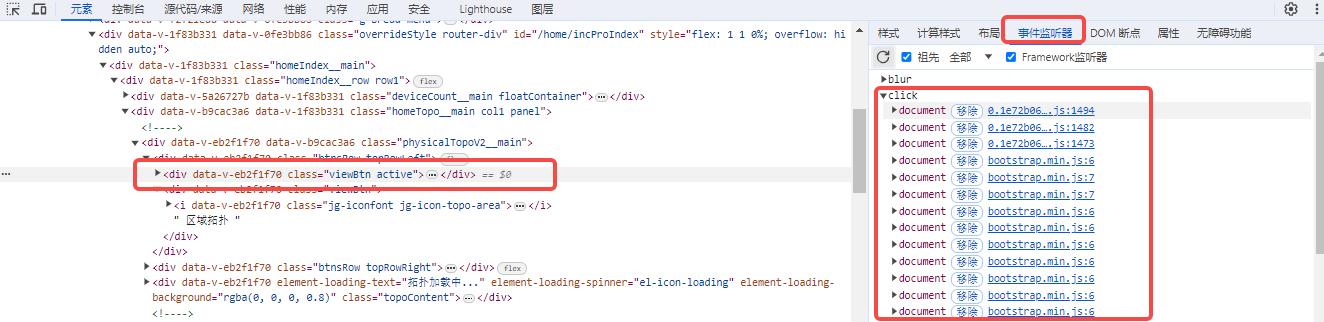 元素 控制台 源代码/来源 网络 性能 内存 应用 安全 Lighthouse 图层
<div data-v-1f83b331 data-v-0fe3bb86 class="overrideStyle router-div" id="/home/incProIndex" style="flex: 1 1 0%; overflow: hi
dden auto;">
<div data-v-1f83b331 class="homeIndex__main">
<div data-v-1f83b331 class="homeIndex__row row1"> flex
<div data-v-5a26727b data-v-1f83b331 class="deviceCount__main floatContainer">…</div>
<div data-v-b9cac3a6 data-v-1f83b331 class="homeTopo__main col1 panel">
<!---->
<div data-v-eb2f1f70 data-v-b9cac3a6 class="physicalTopoV2__main">
<div data-v-eb2f1f70 class="btnsRow topRowLeft">
… <div data-v-eb2f1f70 class="viewBtn active">…</div> == $0
<div data-v-eb2f1f70 class="viewBtn">
<i data-v-eb2f1f70 class="jg-iconfont jg-icon-topo-area">…</i>
" 区域拓扑 "
</div>
</div>
<div data-v-eb2f1f70 class="btnsRow topRowRight">…</div> flex
<div data-v-eb2f1f70 element-loading-text="拓扑加载中..." element-loading-spinner="el-icon-loading" element-loading-
background="rgba(0, 0, 0, 0.8)" class="topoContent">…</div>
<!---->
样式 计算样式 布局 事件监听器 DOM 断点 属性 无障碍功能
祖先 全部 Framework监听器
blur
click
document 移除 0.1e72b06….js:1494
document 移除 0.1e72b06….js:1482
document 移除 0.1e72b06….js:1473
document 移除 bootstrap.min.js:6
document 移除 bootstrap.min.js:7
document 移除 bootstrap.min.js:7
document 移除 bootstrap.min.js:6
document 移除 bootstrap.min.js:6
document 移除 bootstrap.min.js:6
document 移除 bootstrap.min.js:6
document 移除 bootstrap.min.js:6
document 移除 bootstrap.min.js:6
document 移除 bootstrap.min.js:6